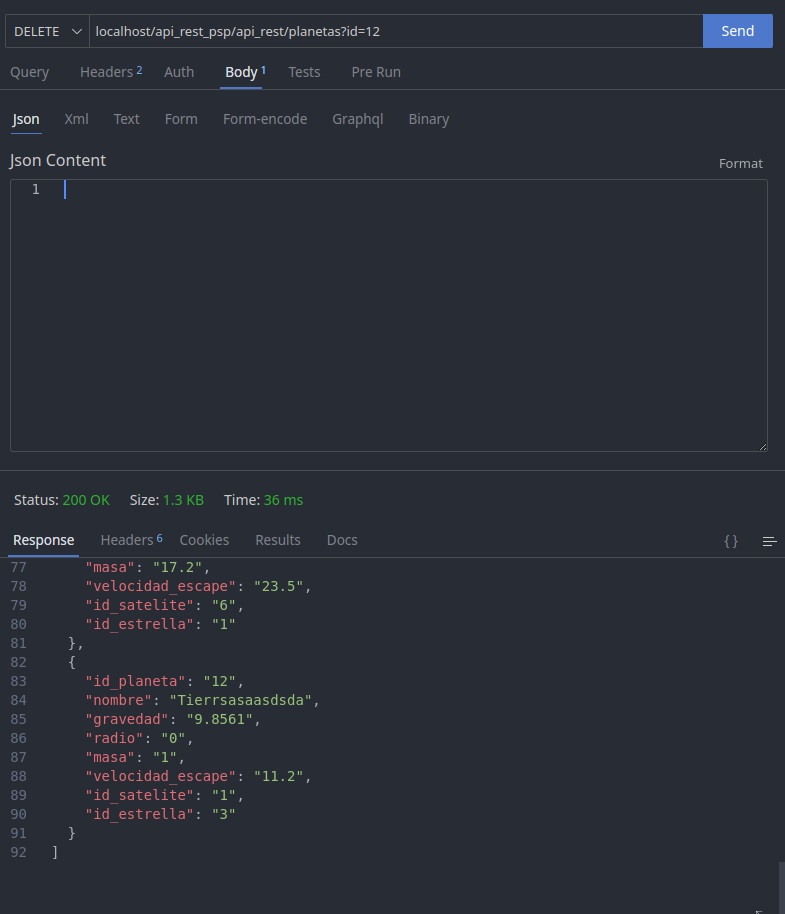 DELETE localhost/api_rest_psp/api_rest/planetas?id=12 Send
Query Headers 2 Auth Body 1 Tests Pre Run
Json Xml Text Form Form-encode Graphql Binary
Json Content
Format
1
Status: 200 OK Size: 1.3 KB Time: 36 ms
Response Headers 6 Cookies Results Docs { }
77 "masa": "17.2",
78 "velocidad_escape": "23.5",
79 "id_satelite": "6",
80 "id_estrella": "1"
81 },
82 {
83 "id_planeta": "12",
84 "nombre": "Tierrsasaasdsda",
85 "gravedad": "9.8561",
86 "radio": "0",
87 "masa": "1",
88 "velocidad_escape": "11.2",
89 "id_satelite": "1",
90 "id_estrella": "3"
91 }
92 ]